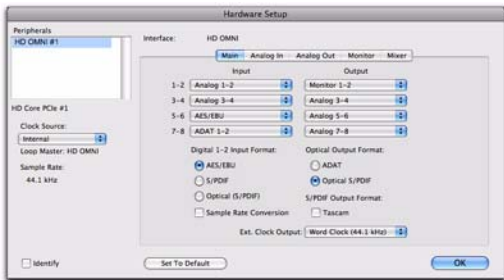 Hardware Setup
Peripherals
HD OMNI #1
HD Core PCIe #1
Clock Source:
Internal
Loop Master: HD OMNI
Sample Rate:
44.1 kHz
Identify
Interface: HD OMNI
Main Analog In Analog Out Monitor Mixer
Input Output
1-2 Analog 1-2 Monitor 1-2
3-4 Analog 3-4 Analog 3-4
5-6 AES/EBU Analog 5-6
7-8 ADAT 1-2 Analog 7-8
Digital 1-2 Input Format: Optical Output Format:
AES/EBU ADAT
S/PDIF Optical S/PDIF
Optical (S/PDIF) S/PDIF Output Format:
Sample Rate Conversion Tascam
Ext. Clock Output: Word Clock (44.1 kHz)
Set To Default OK